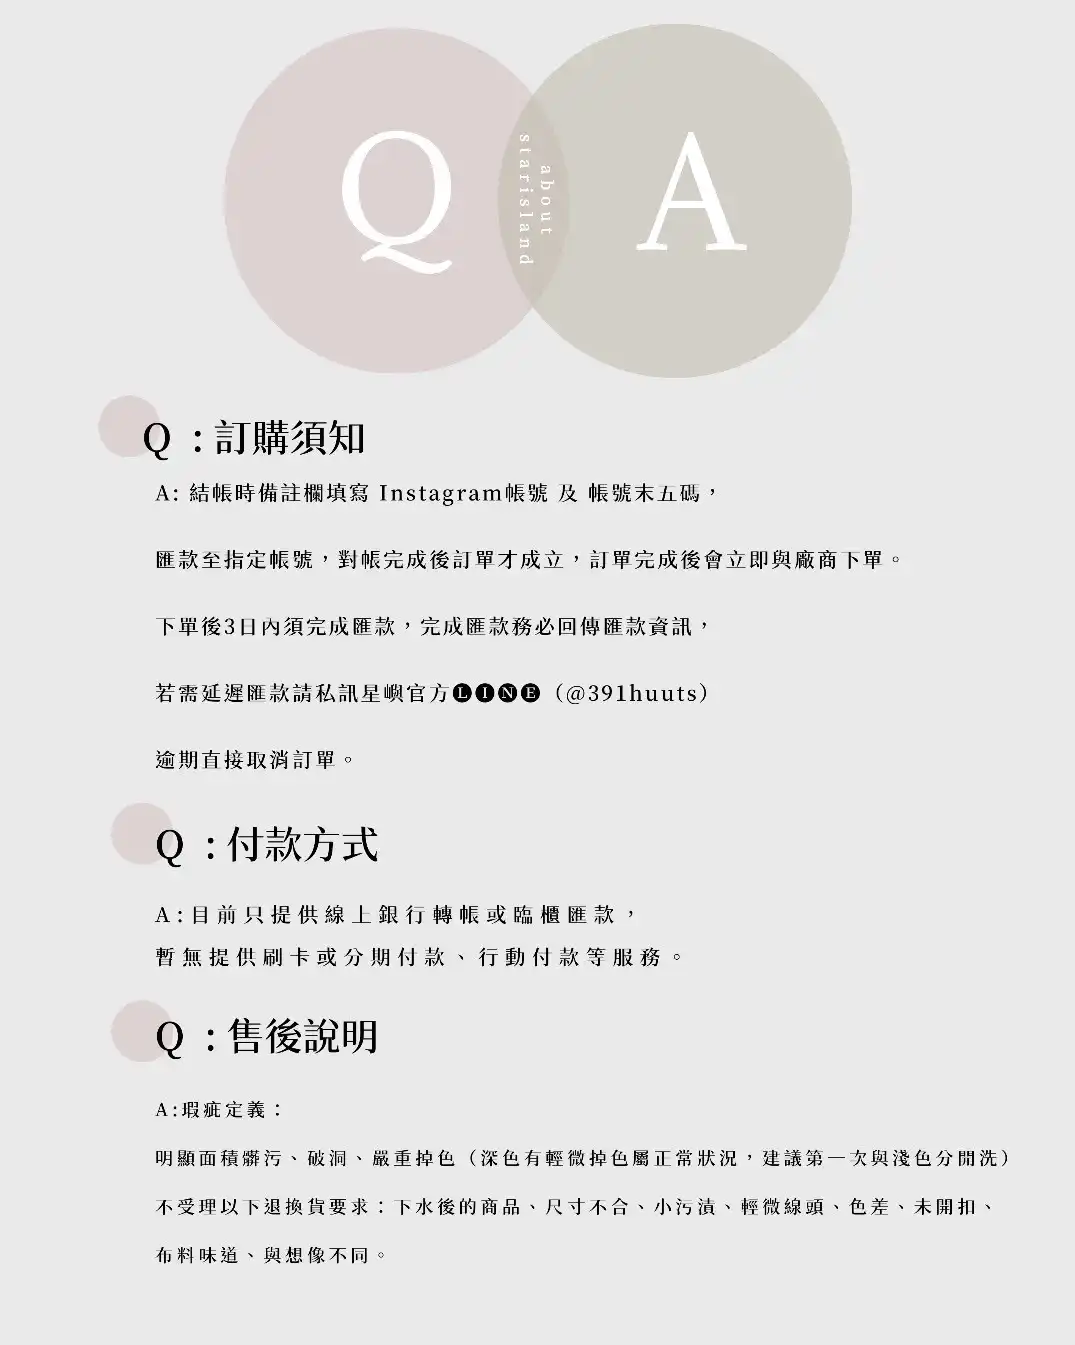 Q
A
about
starisland
Q ：訂購須知
A: 結帳時備註欄填寫 Instagram帳號 及 帳號末五碼，
匯款至指定帳號，對帳完成後訂單才成立，訂單完成後會立即與廠商下單。
下單後3日內須完成匯款，完成匯款務必回傳匯款資訊，
若需延遲匯款請私訊星嶼官方🅛🅘🅝🅔（@391huuts）
逾期直接取消訂單。
Q ：付款方式
A:目前只提供線上銀行轉帳或臨櫃匯款，
暫無提供刷卡或分期付款、行動付款等服務。
Q ：售後說明
A:瑕疵定義：
明顯面積髒污、破洞、嚴重掉色（深色有輕微掉色屬正常狀況，建議第一次與淺色分開洗）
不受理以下退換貨要求：下水後的商品、尺寸不合、小污漬、輕微線頭、色差、未開扣、
布料味道、與想像不同。